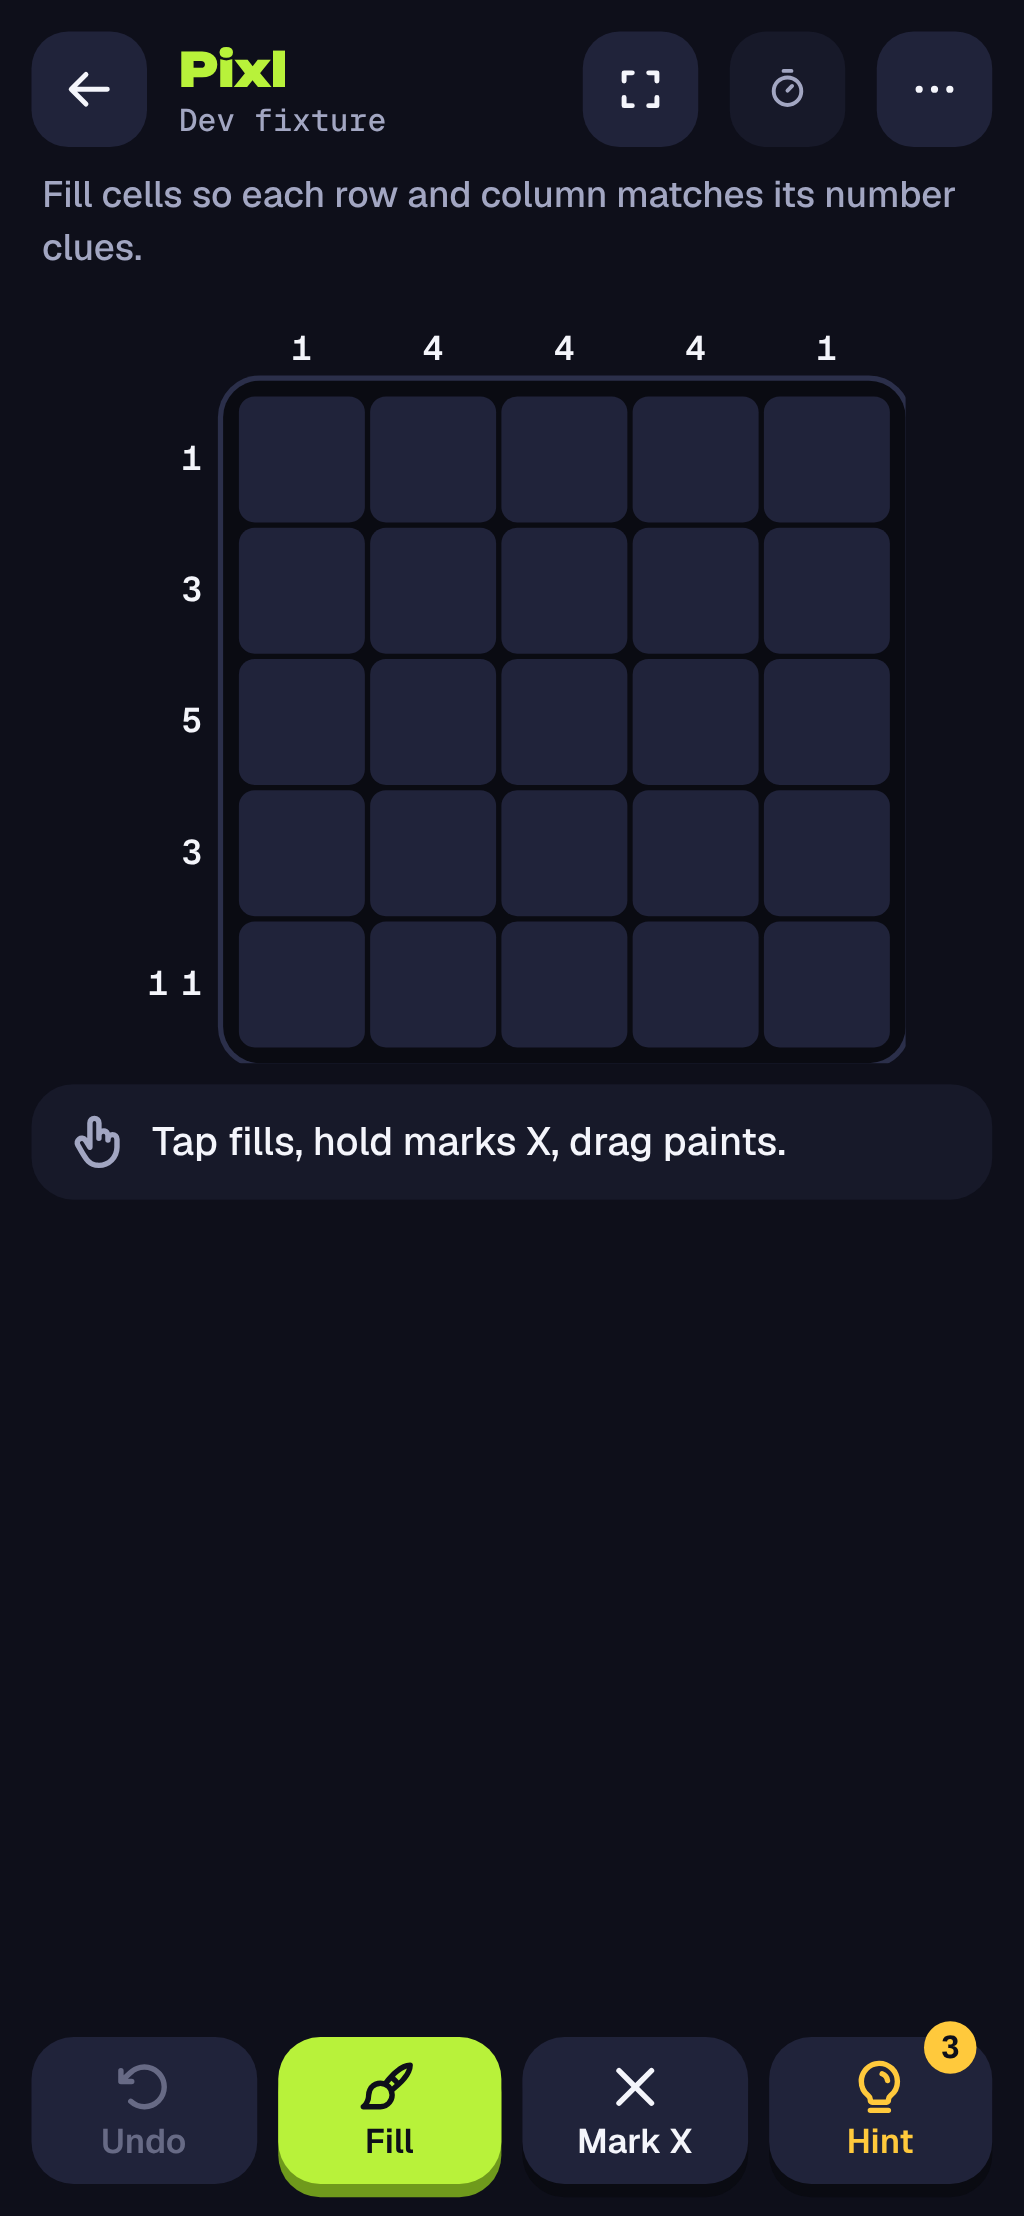 Pixl
Dev fixture
Fill cells so each row and column matches its number
clues.
1 4 4 4 1
1
3
5
3
1 1
Tap fills, hold marks X, drag paints.
3
Undo Fill Mark X Hint